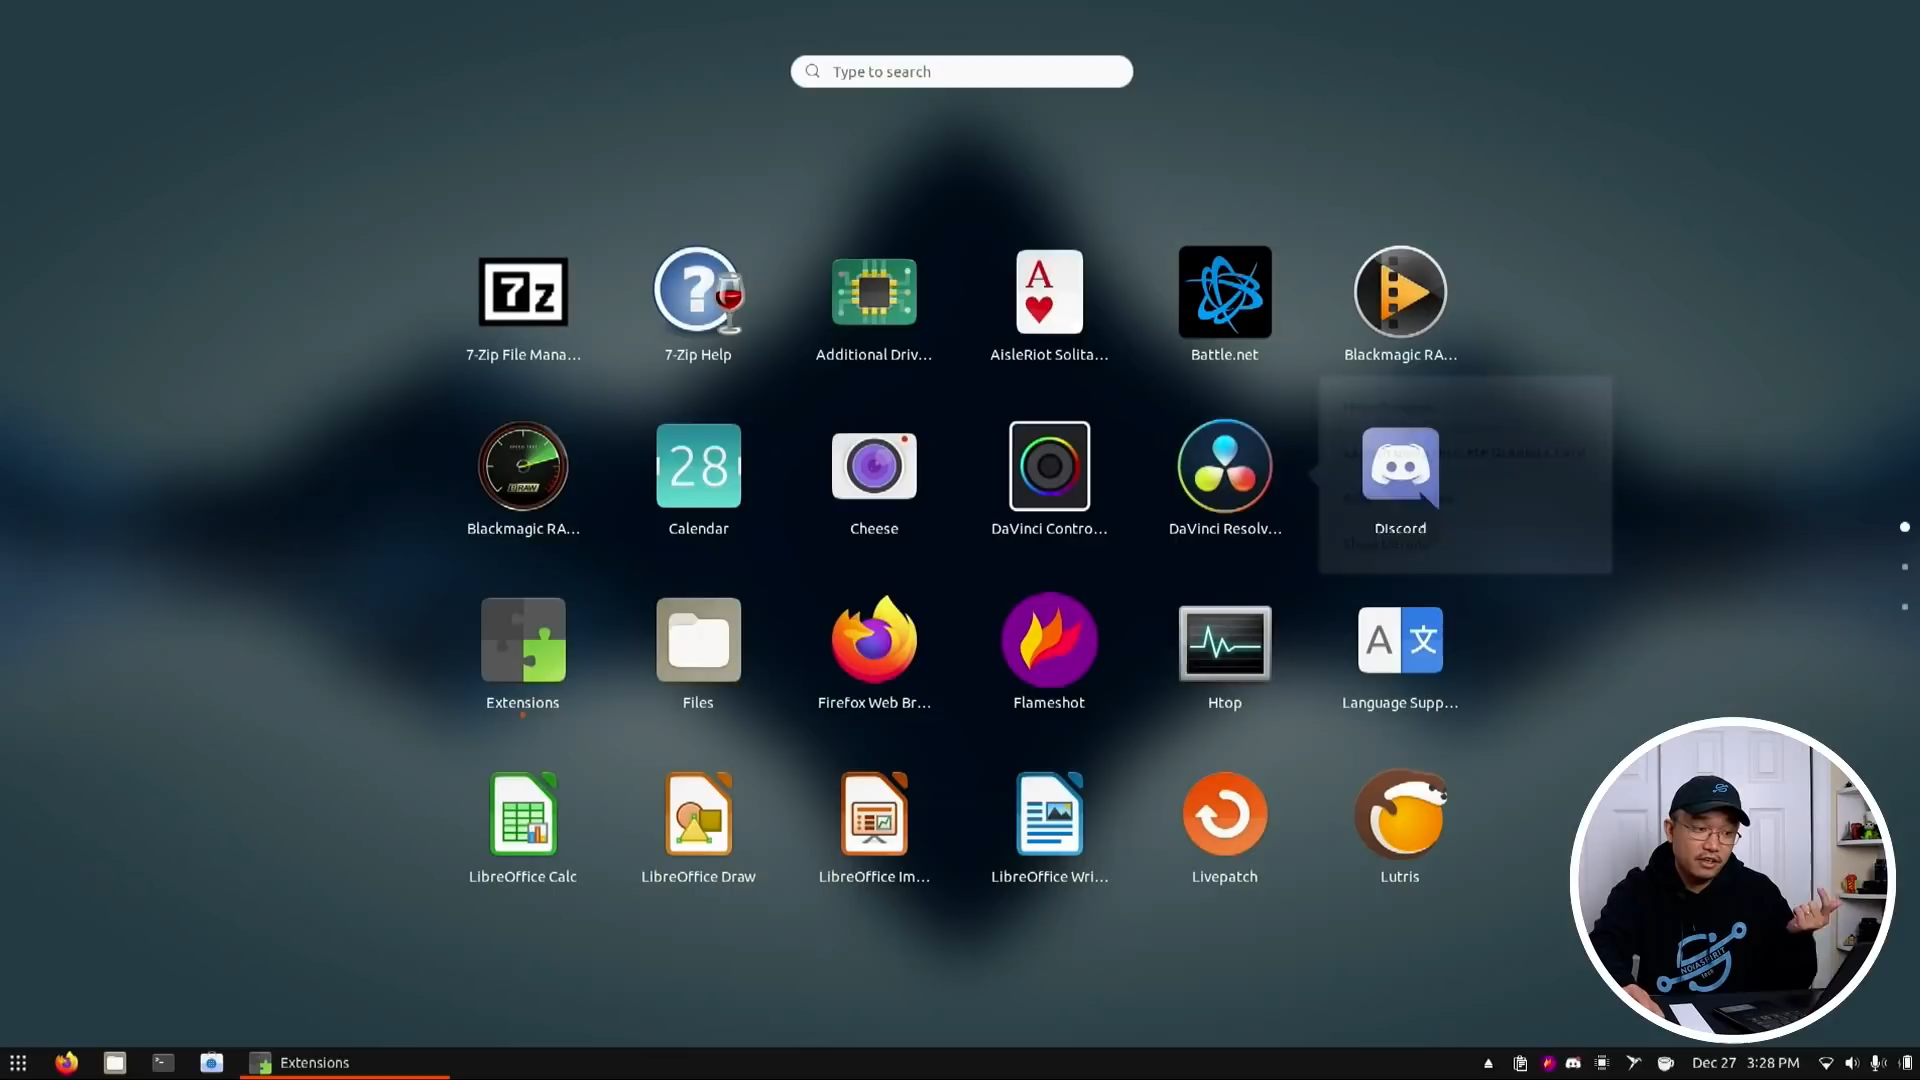 Type to search
7-Zip File Mana...
7-Zip Help
Additional Driv...
AisleRiot Solita...
Battle.net
Blackmagic RA...
Blackmagic RA...
28
Calendar
Cheese
DaVinci Contro...
DaVinci Resolv...
Discord
Extensions
Files
Firefox Web Br...
Flameshot
Htop
Language Supp...
LibreOffice Calc
LibreOffice Draw
LibreOffice Im...
LibreOffice Wri...
Livepatch
Lutris
NOIASPIRIT
tech
Extensions
Dec 27 3:28 PM